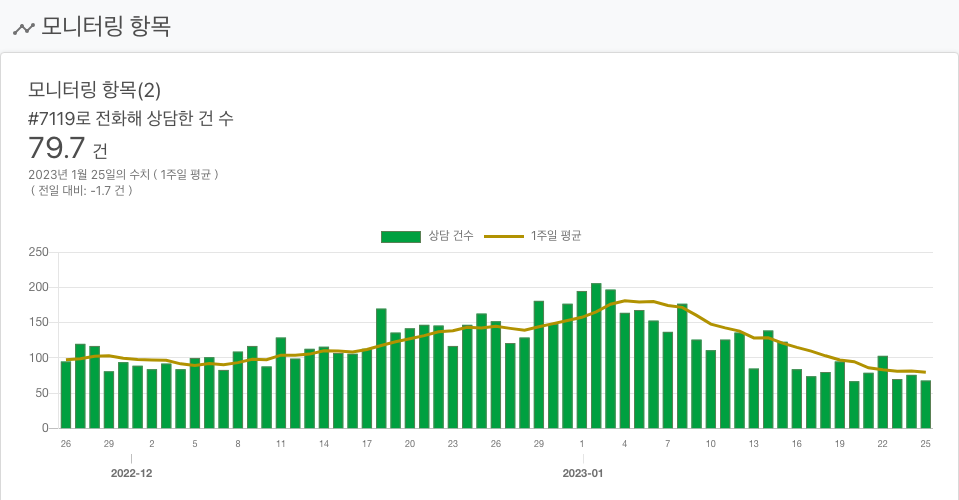 모니터링 항목
모니터링 항목(2)
#7119로 전화해 상담한 건 수
79.7 건
2023년 1월 25일의 수치 ( 1주일 평균 )
( 전일 대비: -1.7 건 )
상담 건수 1주일 평균
250
200
150
100
50
0
26 29 2 5 8 11 14 17 20 23 26 29 1 4 7 10 13 16 19 22 25
2022-12 2023-01